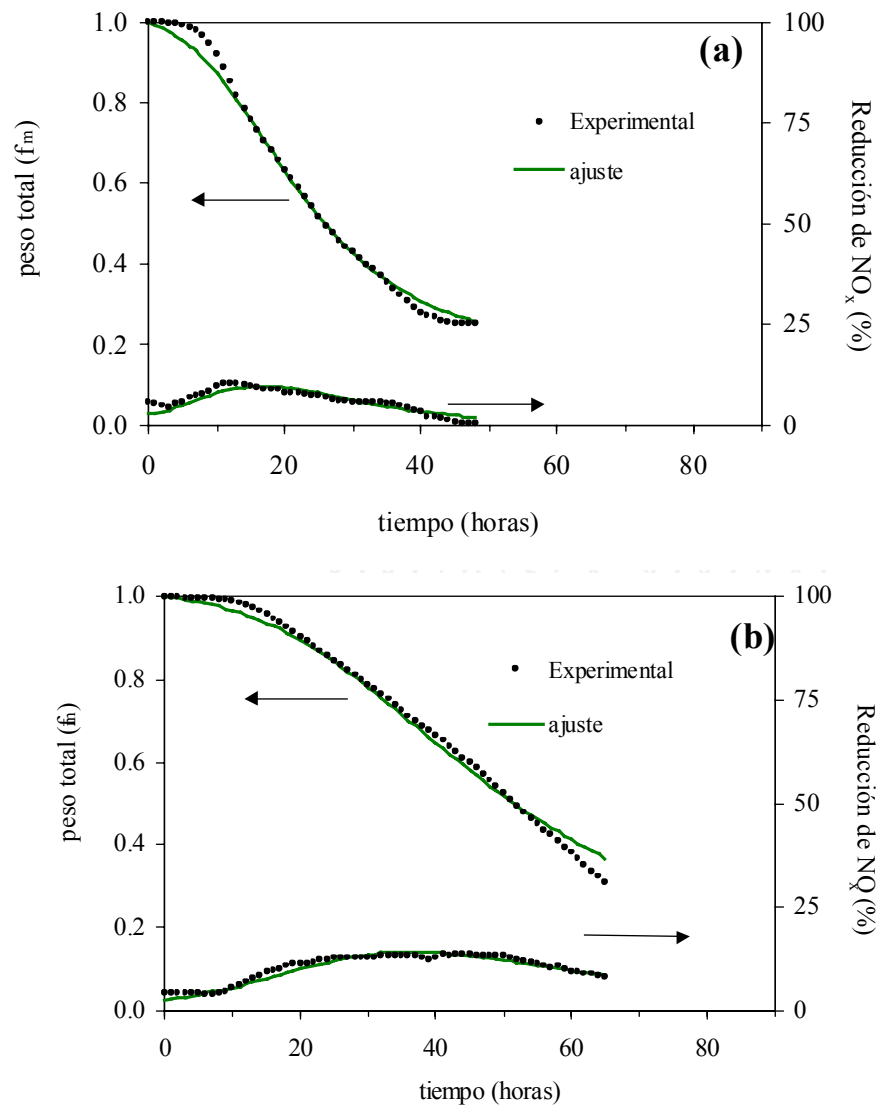 (a)
1.0
0.8
0.6
0.4
0.2
0.0
peso total (fm)
Experimental
ajuste
100
75
50
25
0
Reducción de NOx (%)
0 20 40 60 80
tiempo (horas)
(b)
1.0
0.8
0.6
0.4
0.2
0.0
peso total (fm)
Experimental
ajuste
100
75
50
25
0
Reducción de NOx (%)
0 20 40 60 80
tiempo (horas)